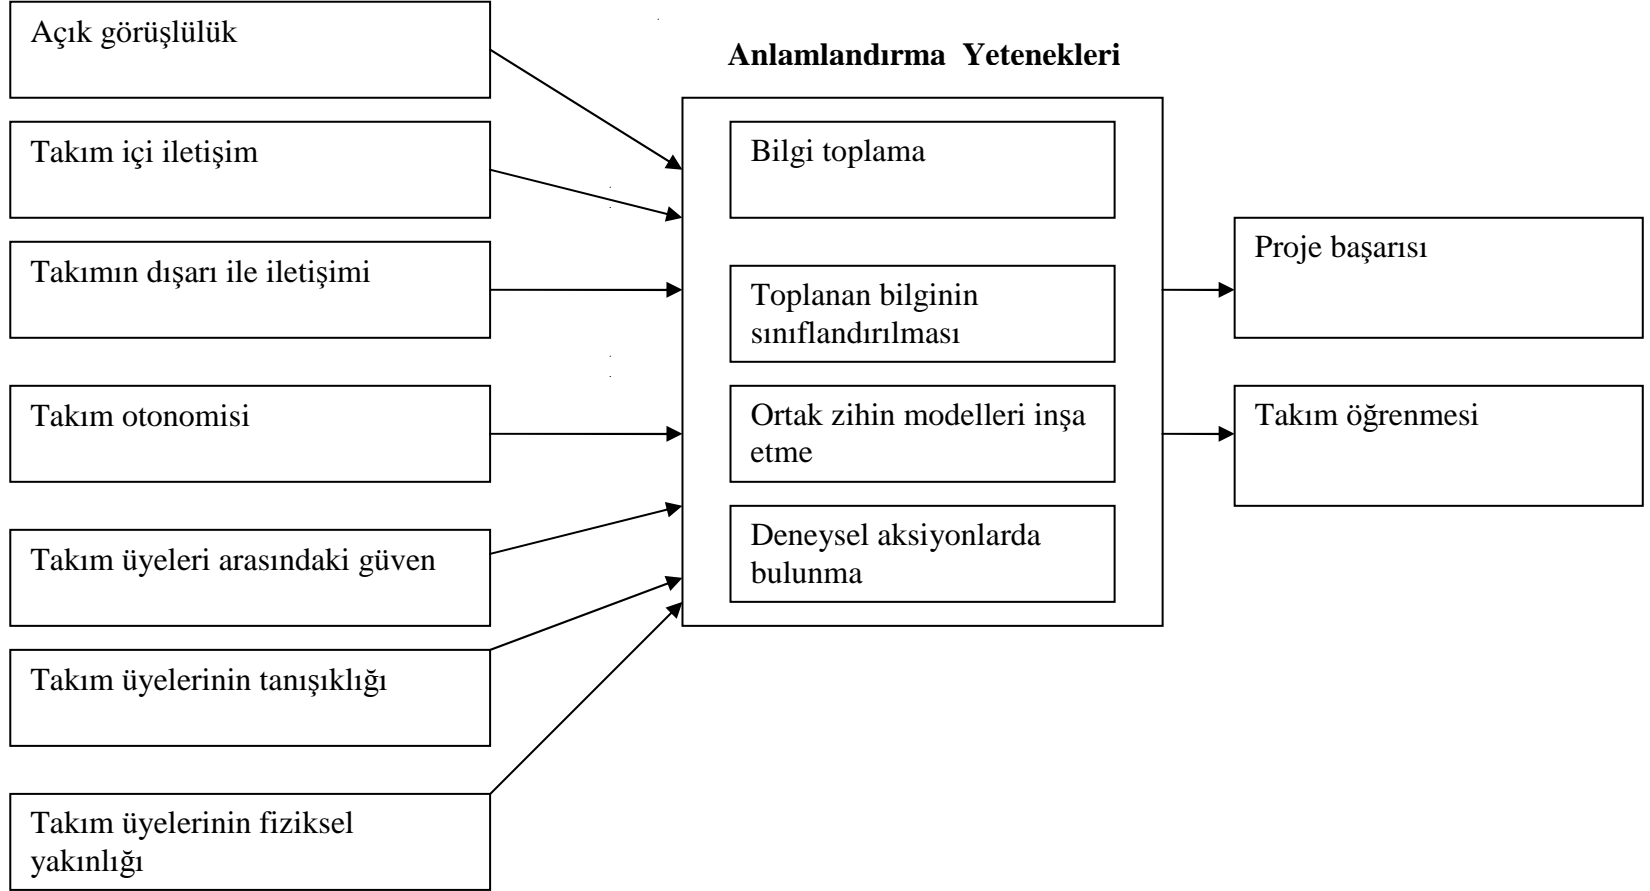 Açık görüşlülük
Takım içi iletişim
Takımın dışarı ile iletişimi
Takım otonomisi
Takım üyeleri arasındaki güven
Takım üyelerinin tanışıklığı
Takım üyelerinin fiziksel
yakınlığı
Anlamlandırma Yetenekleri
Bilgi toplama
Toplanan bilginin
sınıflandırılması
Ortak zihin modelleri inşa
etme
Deneysel aksiyonlarda
bulunma
Proje başarısı
Takım öğrenmesi